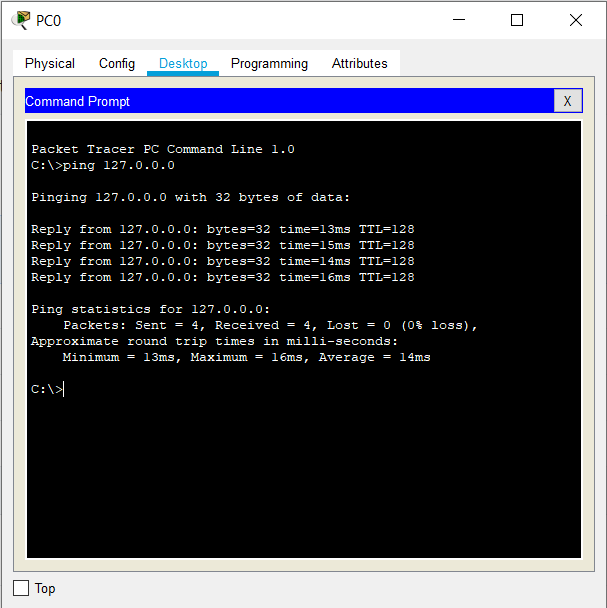 PC0
Physical Config Desktop Programming Attributes
Command Prompt X
Packet Tracer PC Command Line 1.0
C:\>ping 127.0.0.0
Pinging 127.0.0.0 with 32 bytes of data:
Reply from 127.0.0.0: bytes=32 time=13ms TTL=128
Reply from 127.0.0.0: bytes=32 time=15ms TTL=128
Reply from 127.0.0.0: bytes=32 time=14ms TTL=128
Reply from 127.0.0.0: bytes=32 time=16ms TTL=128
Ping statistics for 127.0.0.0:
Packets: Sent = 4, Received = 4, Lost = 0 (0% loss),
Approximate round trip times in milli-seconds:
Minimum = 13ms, Maximum = 16ms, Average = 14ms
C:\>
Top